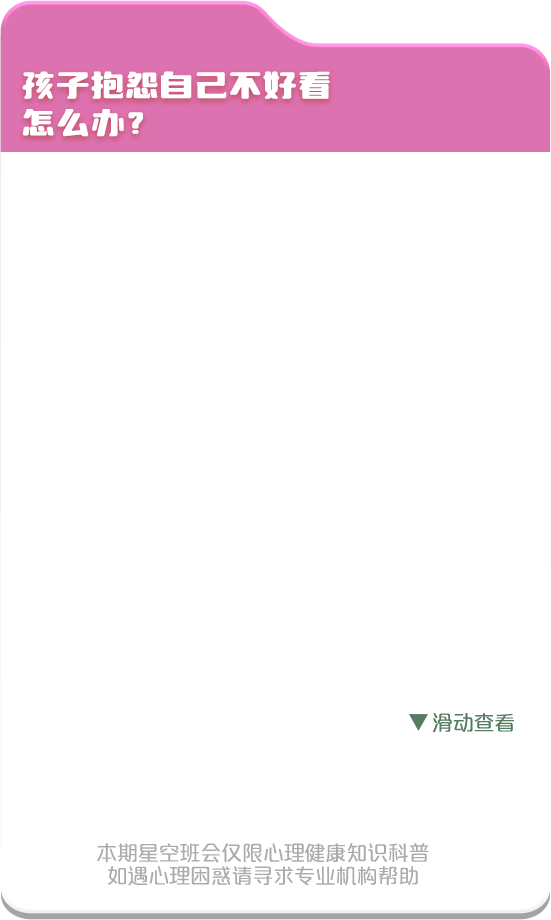 孩子抱怨自己不好看
怎么办?
▼滑动查看
本期星空班会仅限心理健康知识科普
如遇心理困惑请寻求专业机构帮助